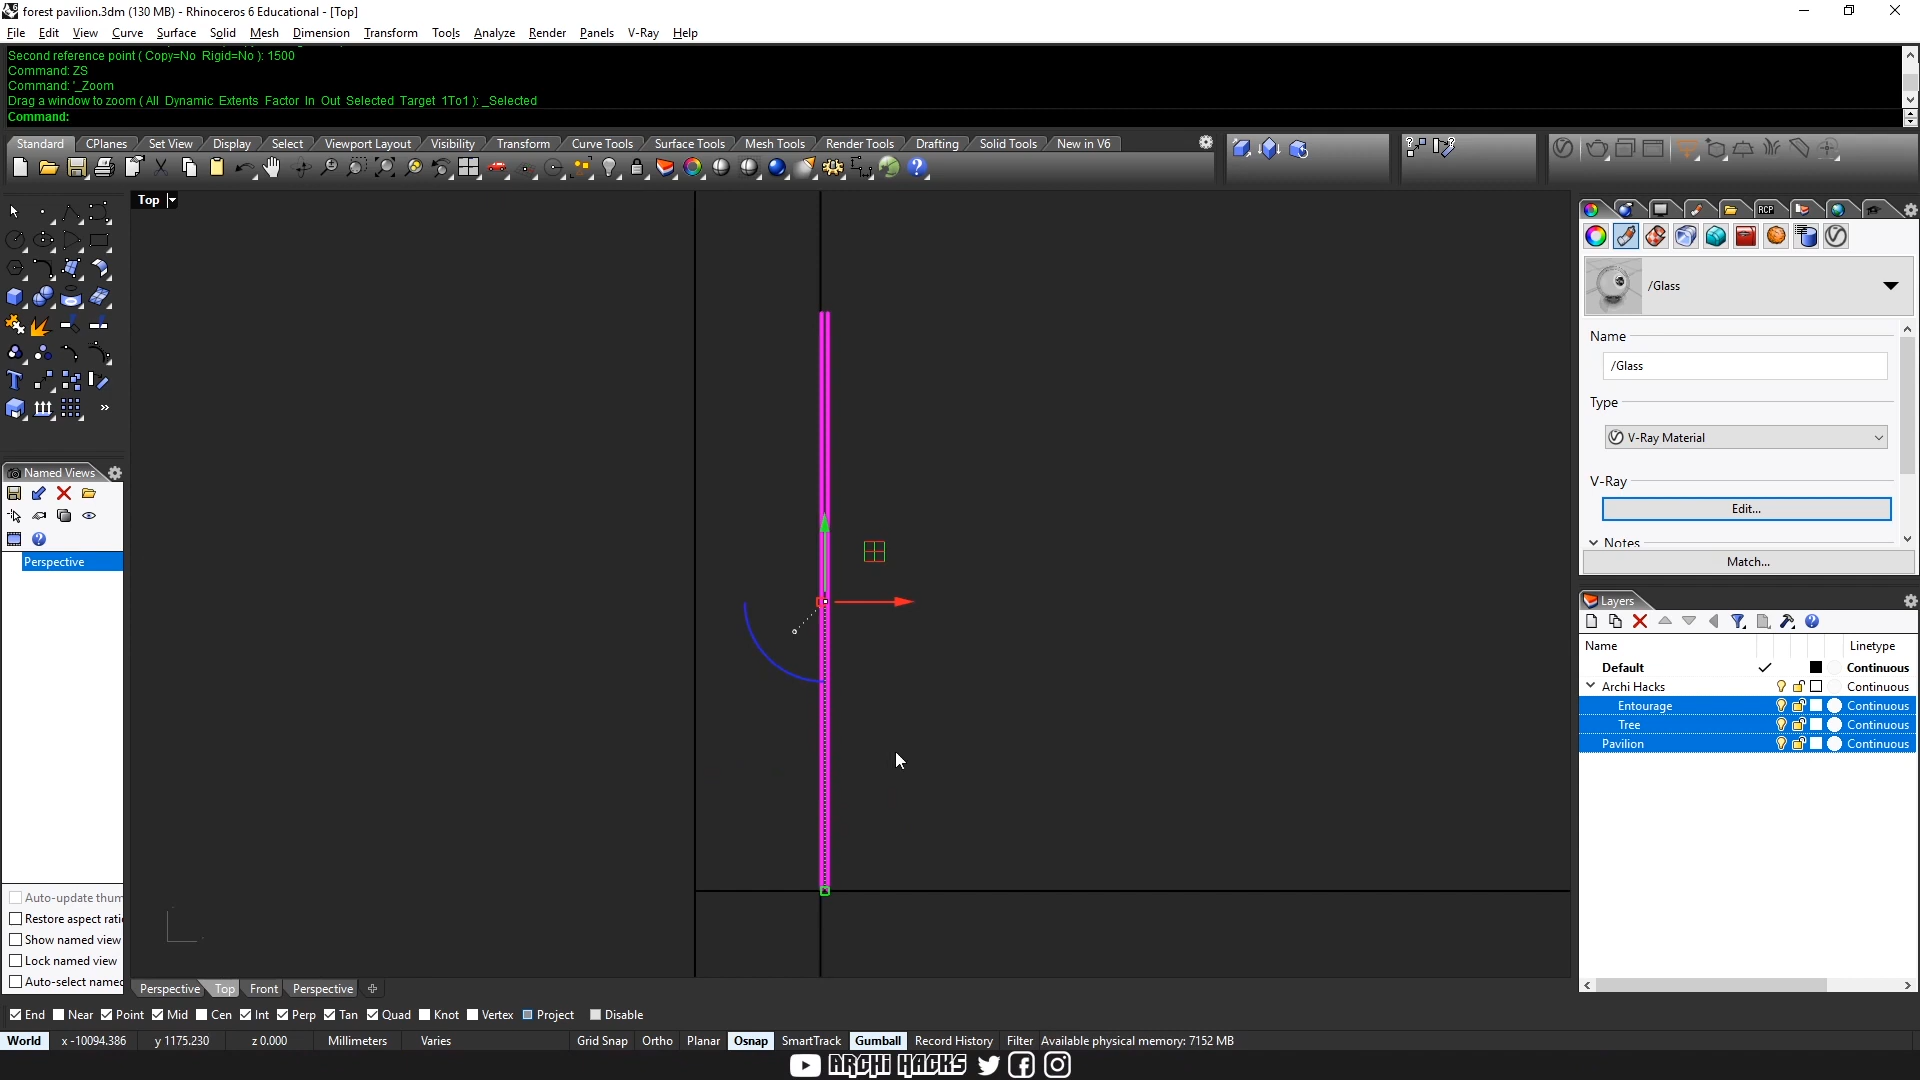 forest pavilion.3dm (130 MB) - Rhinoceros 6 Educational - [Top]
File Edit View Curve Surface Solid Mesh Dimension Transform Tools Analyze Render Panels V-Ray Help
Second reference point ( Copy=No Rigid=No ): 1500
Command: ZS
Command: '_Zoom
Drag a window to zoom ( All Dynamic Extents Factor In Out Selected Target 1To1 ): _Selected
Command:
Standard CPlanes Set View Display Select Viewport Layout Visibility Transform Curve Tools Surface Tools Mesh Tools Render Tools Drafting Solid Tools New in V6
Top
RCP
/Glass
Name
/Glass
Type
V-Ray Material
V-Ray
Edit...
Notes
Match...
Named Views
Perspective
Auto-update thum
Restore aspect rati
Show named view
Lock named view
Auto-select named
Layers
Name Linetype
Default Continuous
Archi Hacks Continuous
Entourage Continuous
Tree Continuous
Pavilion Continuous
Perspective Top Front Perspective
End Near Point Mid Cen Int Perp Tan Quad Knot Vertex Project Disable
World x -10094.386 y 1175.230 z 0.000 Millimeters Varies Grid Snap Ortho Planar Osnap SmartTrack Gumball Record History Filter Available physical memory: 7152 MB
ARCHI HACKS